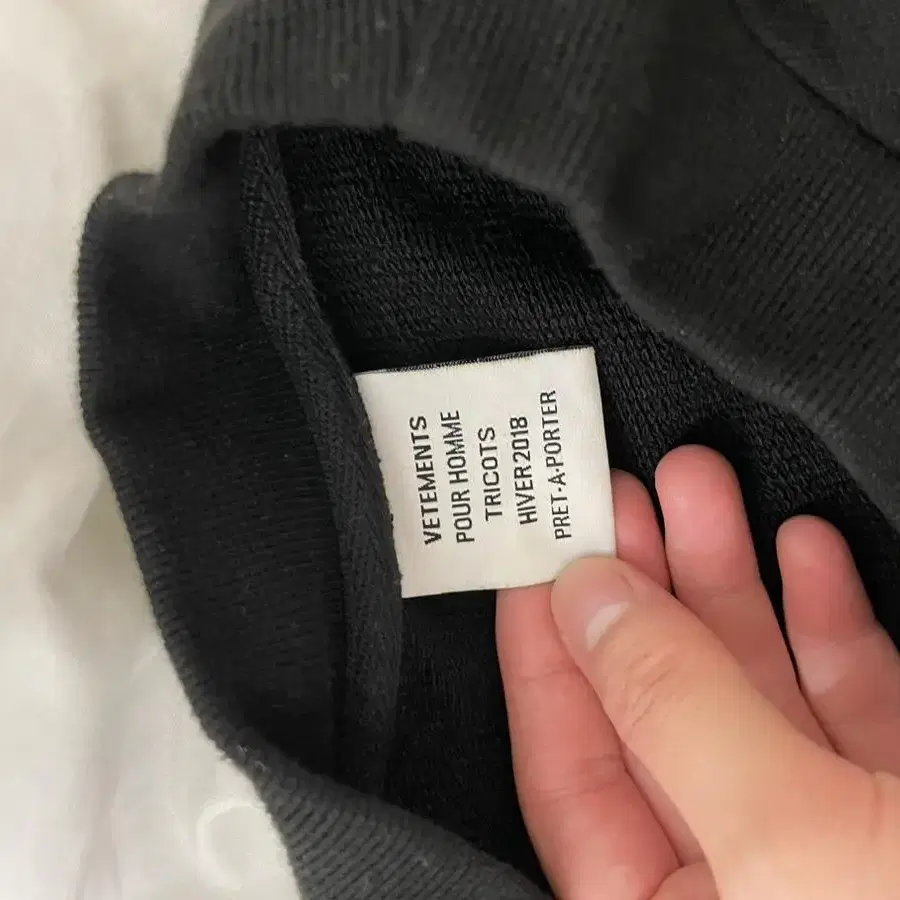 VETEMENTS
POUR HOMME
TRICOTS
HIVER 2018
PRET-A-PORTER